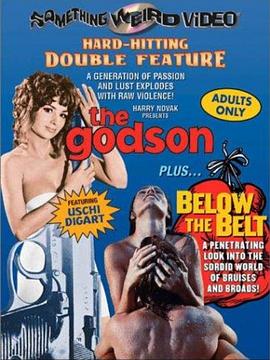 SOMETHING WEIRD VIDEO
HARD-HITTING
DOUBLE FEATURE
A GENERATION OF PASSION
AND LUST EXPLODES
WITH RAW VIOLENCE!
ADULTS
ONLY
HARRY NOVAK
PRESENTS
the
godson
PLUS...
FEATURING
USCHI
DIGART
BELOW
THE BELT
A PENETRATING
LOOK INTO THE
SORDID WORLD
OF BRUISES
AND BROADS!